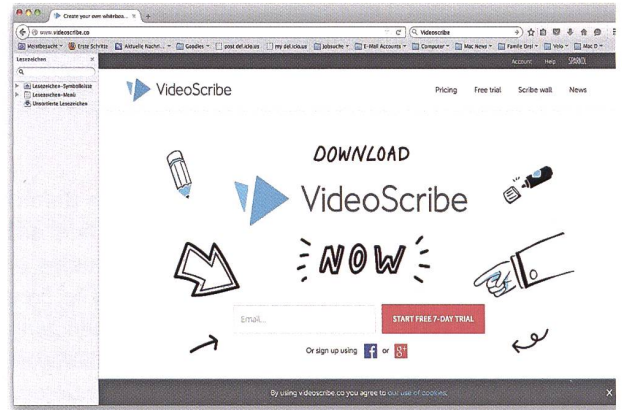 Create your own whiteboa... × +
www.videoscribe.co
Videoscribe
Meistbesucht Erste Schritte Aktuelle Nachri... Goodies post del.icio.us my del.icio.us Jobsuche E-Mail Accounts Computer Mac News Familie Drei Velo Mac D
Lesezeichen ×
Lesezeichen-Symbolleiste
Lesezeichen-Menü
Unsortierte Lesezeichen
Account Help
VideoScribe
Pricing Free trial Scribe wall News
DOWNLOAD
VideoScribe
NOW
Email...
START FREE 7-DAY TRIAL
Or sign up using f or g+
By using videoscribe.co you agree to our use of cookies. X